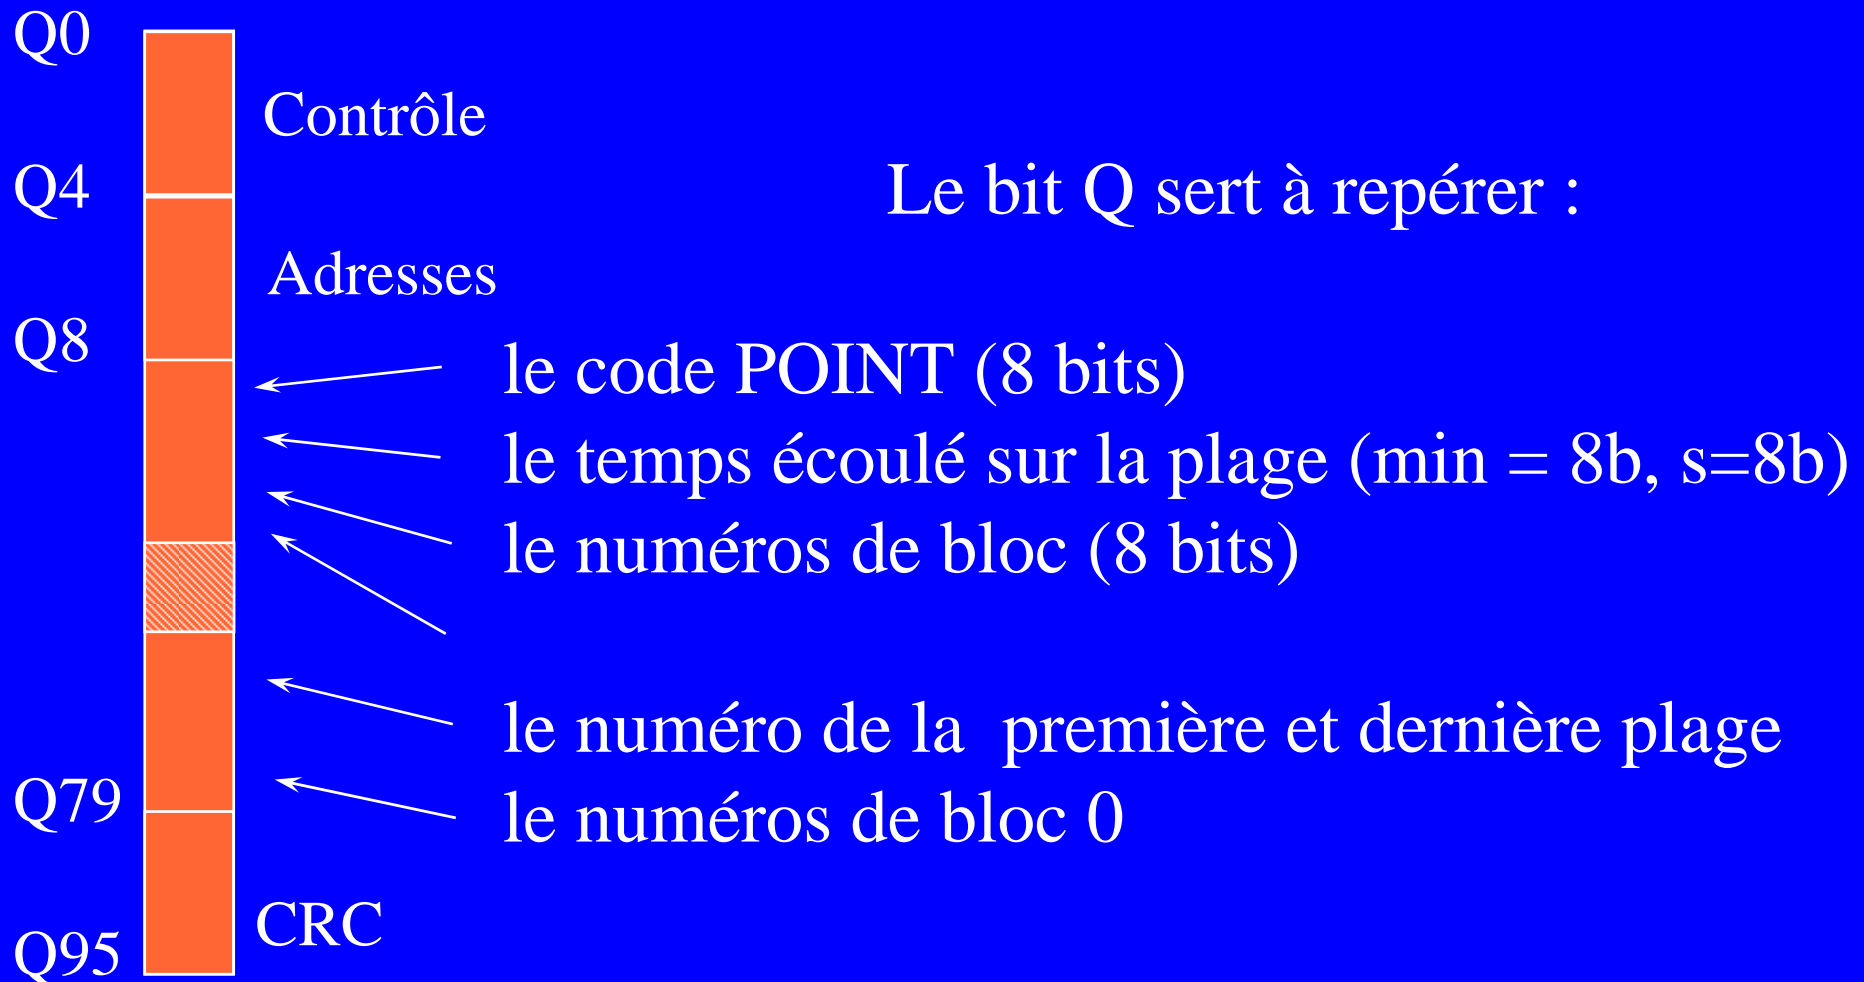 Q0
Contrôle
Q4
Le bit Q sert à repérer :
Adresses
Q8
le code POINT (8 bits)
le temps écoulé sur la plage (min = 8b, s=8b)
le numéros de bloc (8 bits)
le numéro de la première et dernière plage
Q79
le numéros de bloc 0
CRC
Q95